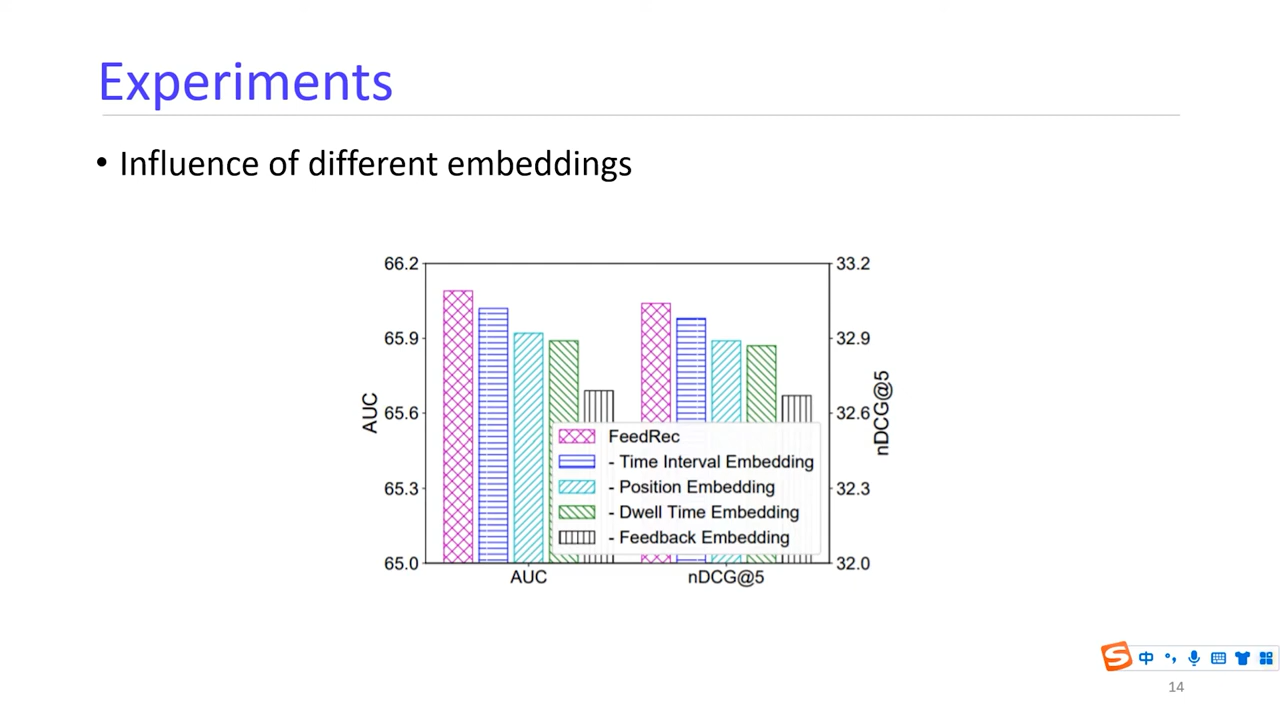 Experiments
• Influence of different embeddings
66.2
65.9
65.6
65.3
65.0
AUC
33.2
32.9
32.6
32.3
32.0
nDCG@5
FeedRec
- Time Interval Embedding
- Position Embedding
- Dwell Time Embedding
- Feedback Embedding
AUC
nDCG@5
S 中 °,
14